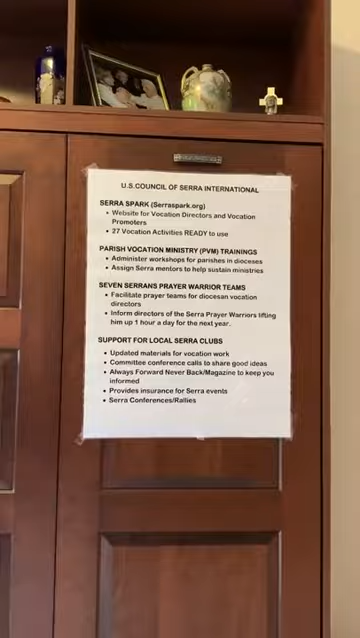 U.S.COUNCIL OF SERRA INTERNATIONAL
SERRA SPARK (Serraspark.org)
• Website for Vocation Directors and Vocation
Promoters
• 27 Vocation Activities READY to use
PARISH VOCATION MINISTRY (PVM) TRAININGS
• Administer workshops for parishes in dioceses
• Assign Serra mentors to help sustain ministries
SEVEN SERRANS PRAYER WARRIOR TEAMS
• Facilitate prayer teams for diocesan vocation
directors
• Inform directors of the Serra Prayer Warriors lifting
him up 1 hour a day for the next year.
SUPPORT FOR LOCAL SERRA CLUBS
• Updated materials for vocation work
• Committee conference calls to share good ideas
• Always Forward Never Back/Magazine to keep you
informed
• Provides insurance for Serra events
• Serra Conferences/Rallies